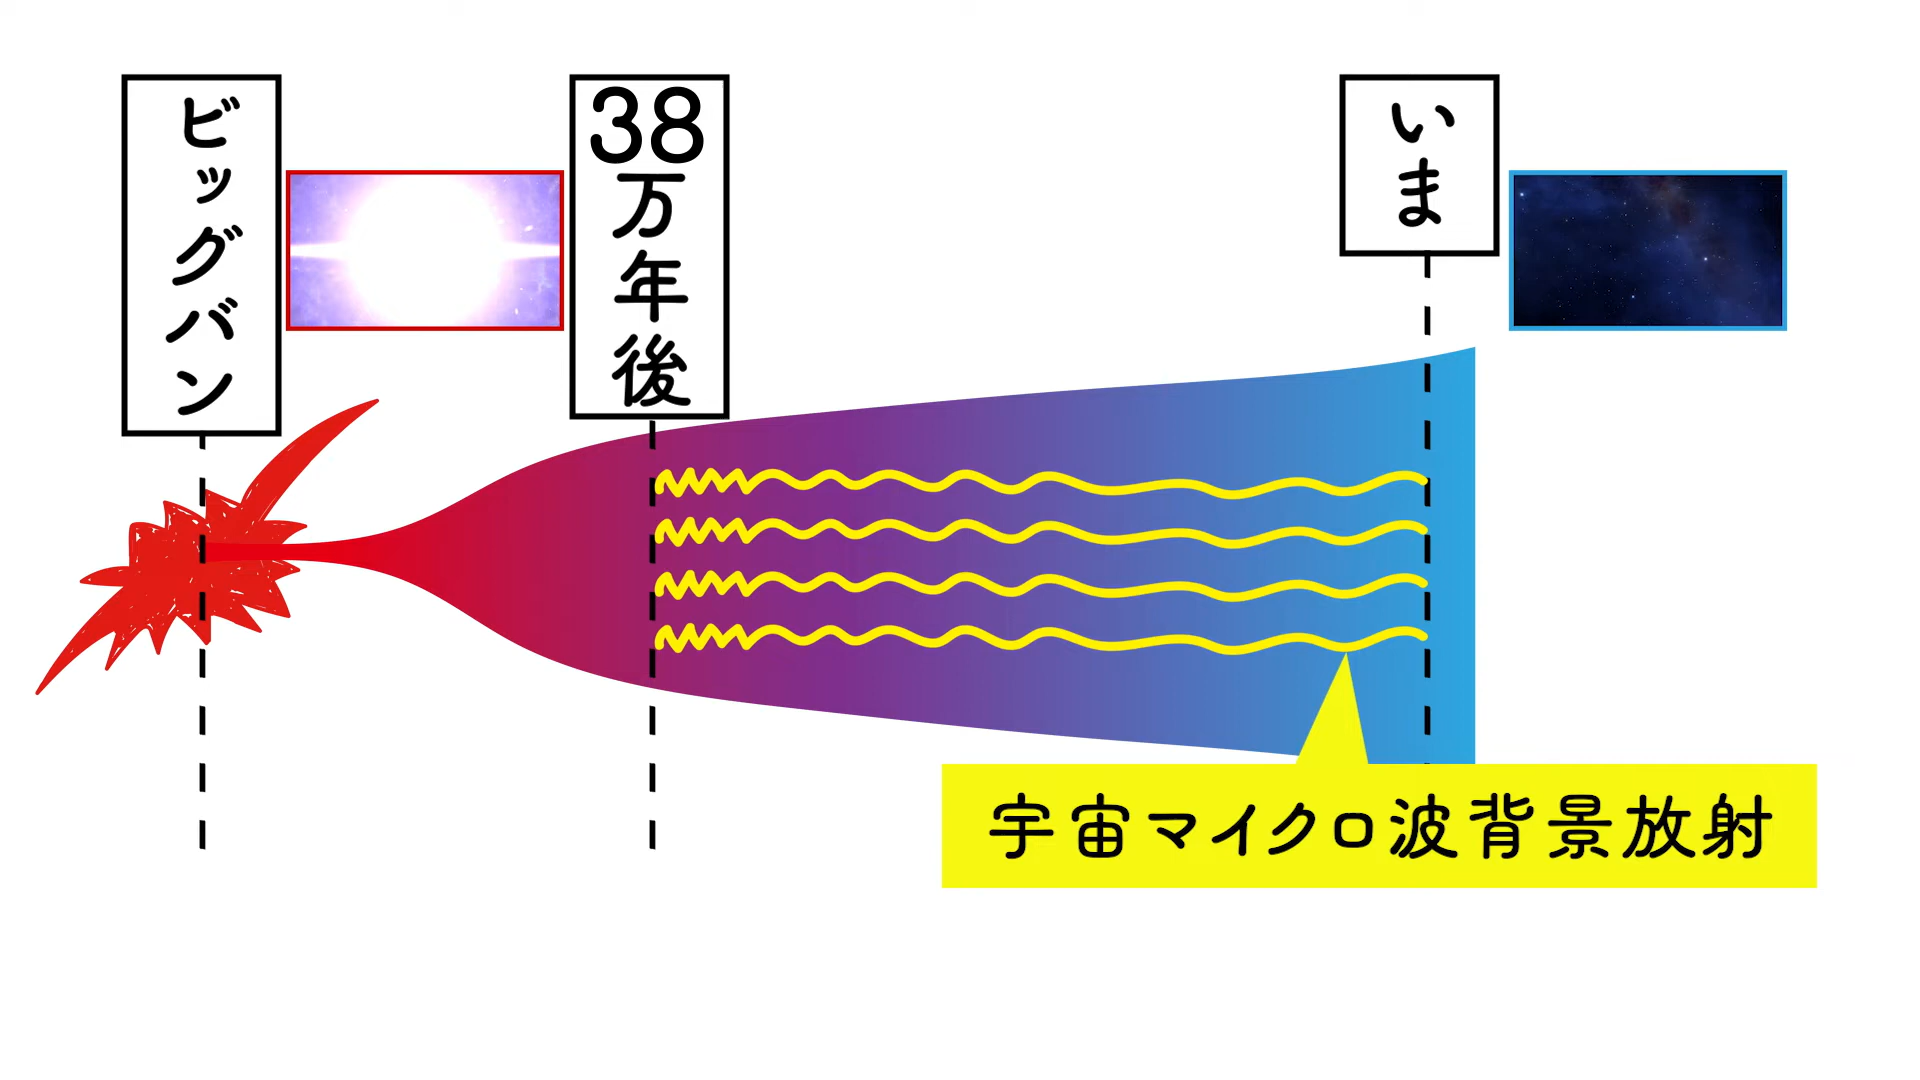 ビッグバン
38万年後
いま
宇宙マイクロ波背景放射